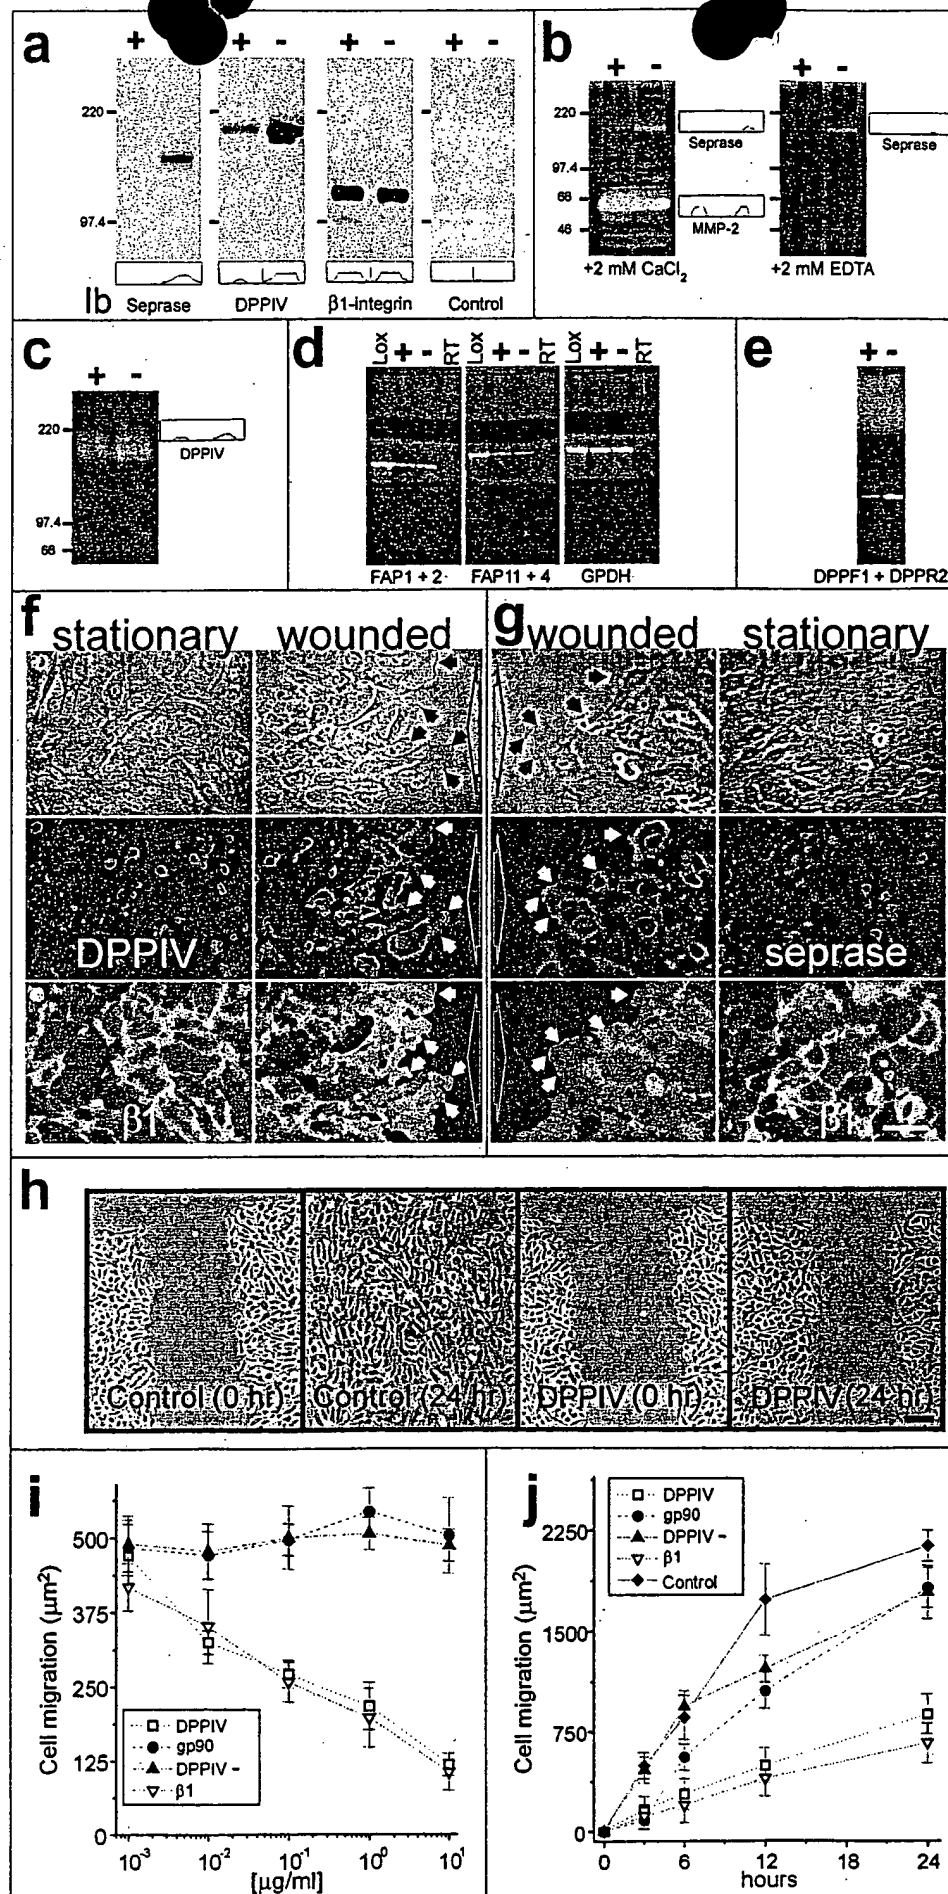 a
+ + - + - + -
220
97.4
Ib Seprase DPPIV β1-integrin Control
b
+ - + -
220
97.4
68
46
Seprase
MMP-2
Seprase
+2 mM CaCl2
+2 mM EDTA
c
+ -
220
97.4
68
DPPIV
d
Lox + - RT Lox + - RT Lox + - RT
FAP1 + 2
FAP11 + 4
GPDH
e
+ -
DPPF1 + DPPR2
f
stationary wounded
DPPIV
β1
g
wounded stationary
seprase
β1
h
Control (0 hr) Control (24 hr) DPPIV (0 hr) DPPIV (24 hr)
i
Cell migration (μm²)
500
375
250
125
0
DPPIV
gp90
DPPIV -
β1
10⁻³ 10⁻² 10⁻¹ 10⁰ 10¹
[μg/ml]
j
Cell migration (μm²)
2250
1500
750
0
DPPIV
gp90
DPPIV -
β1
Control
0 6 12 18 24
hours